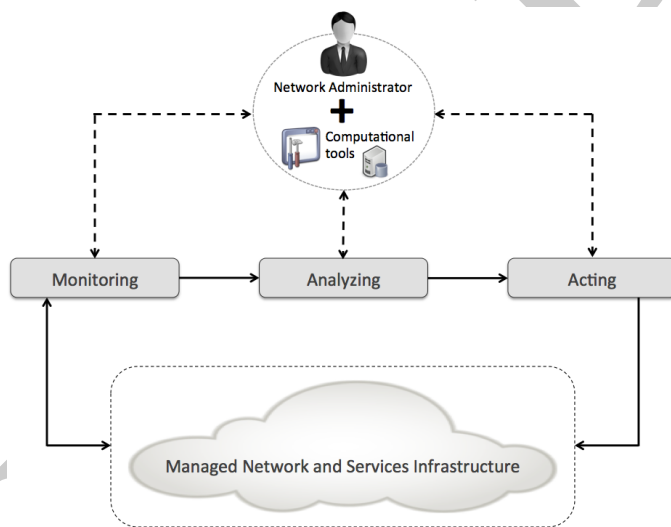 Network Administrator
Computational
tools
Monitoring
Analyzing
Acting
Managed Network and Services Infrastructure